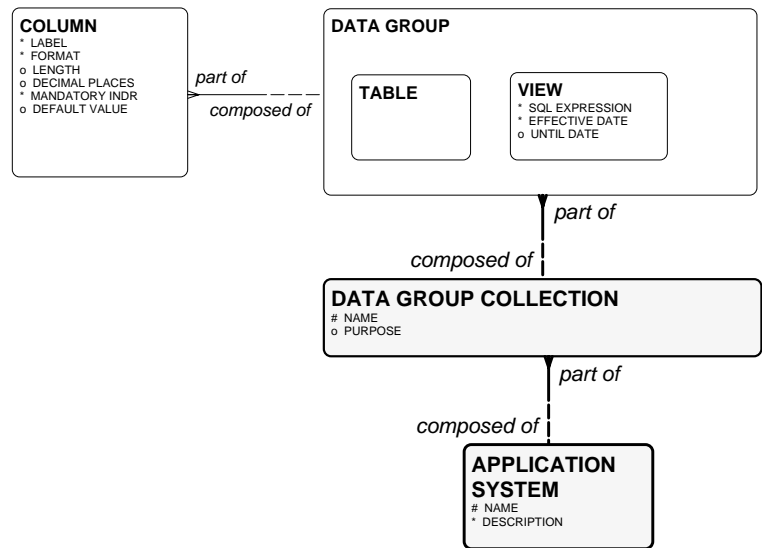 COLUMN
* LABEL
* FORMAT
o LENGTH
o DECIMAL PLACES
* MANDATORY INDR
o DEFAULT VALUE
part of
composed of
DATA GROUP
TABLE
VIEW
* SQL EXPRESSION
* EFFECTIVE DATE
o UNTIL DATE
part of
composed of
DATA GROUP COLLECTION
# NAME
o PURPOSE
part of
composed of
APPLICATION
SYSTEM
# NAME
* DESCRIPTION